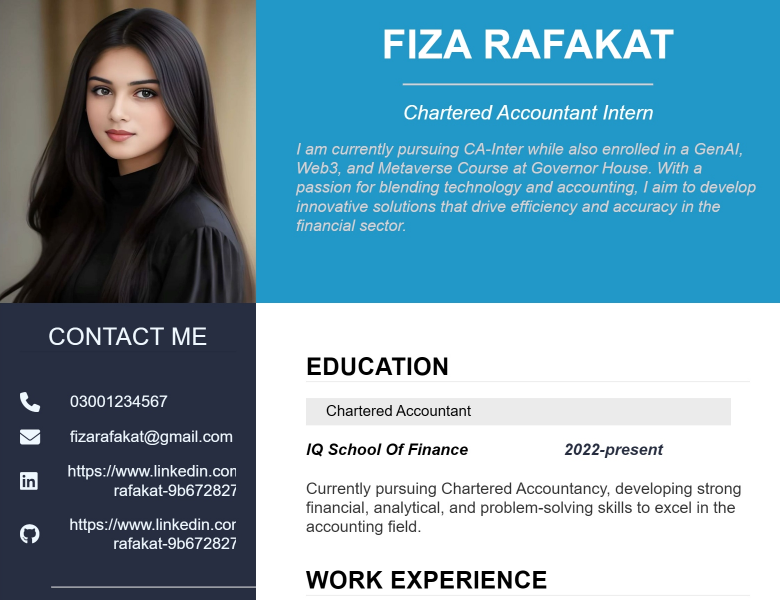 FIZA RAFAKAT
Chartered Accountant Intern
I am currently pursuing CA-Inter while also enrolled in a GenAI,
Web3, and Metaverse Course at Governor House. With a
passion for blending technology and accounting, I aim to develop
innovative solutions that drive efficiency and accuracy in the
financial sector.
CONTACT ME
03001234567
fizarafakat@gmail.com
https://www.linkedin.com
rafakat-9b672827
https://www.linkedin.com
rafakat-9b672827
EDUCATION
Chartered Accountant
IQ School Of Finance 2022-present
Currently pursuing Chartered Accountancy, developing strong
financial, analytical, and problem-solving skills to excel in the
accounting field.
WORK EXPERIENCE